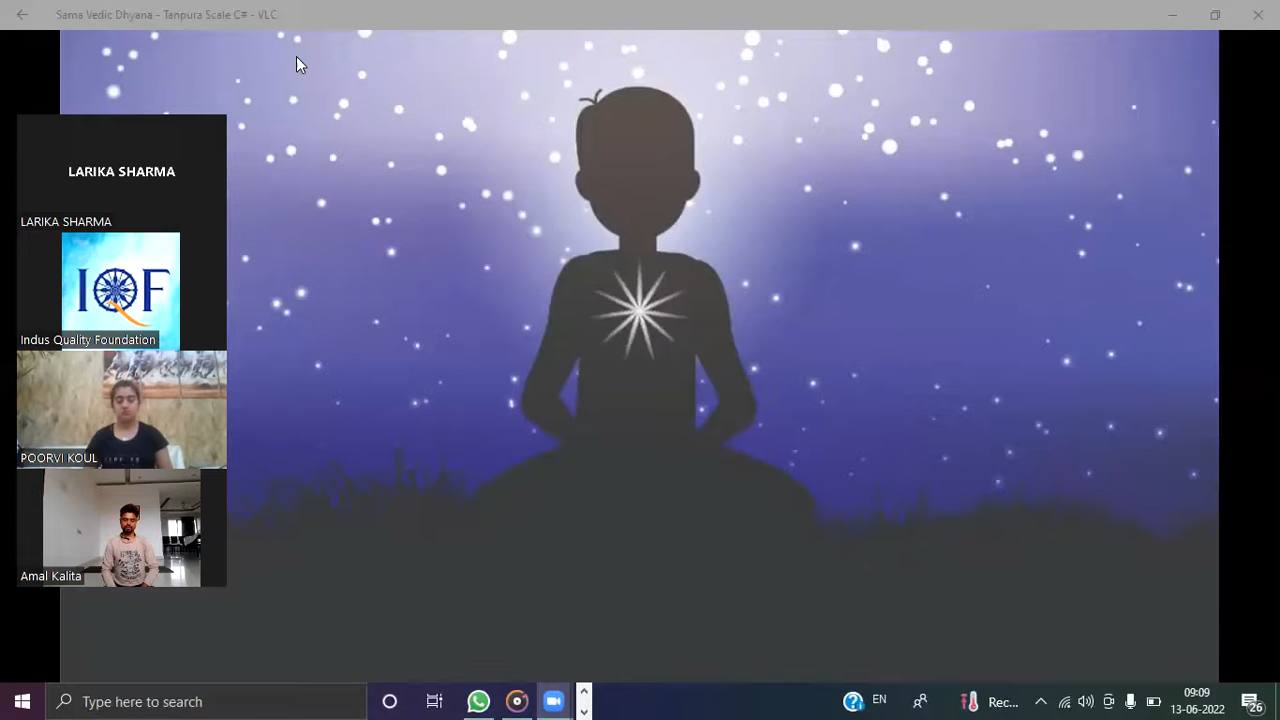 Sama Vedic Dhyana - Tanpura Scale C# - VLC
LARIKA SHARMA
LARIKA SHARMA
IQF
Indus Quality Foundation
POORVI KOUL
Amal Kalita
Type here to search
EN
Rec...
09:09
13-06-2022
26